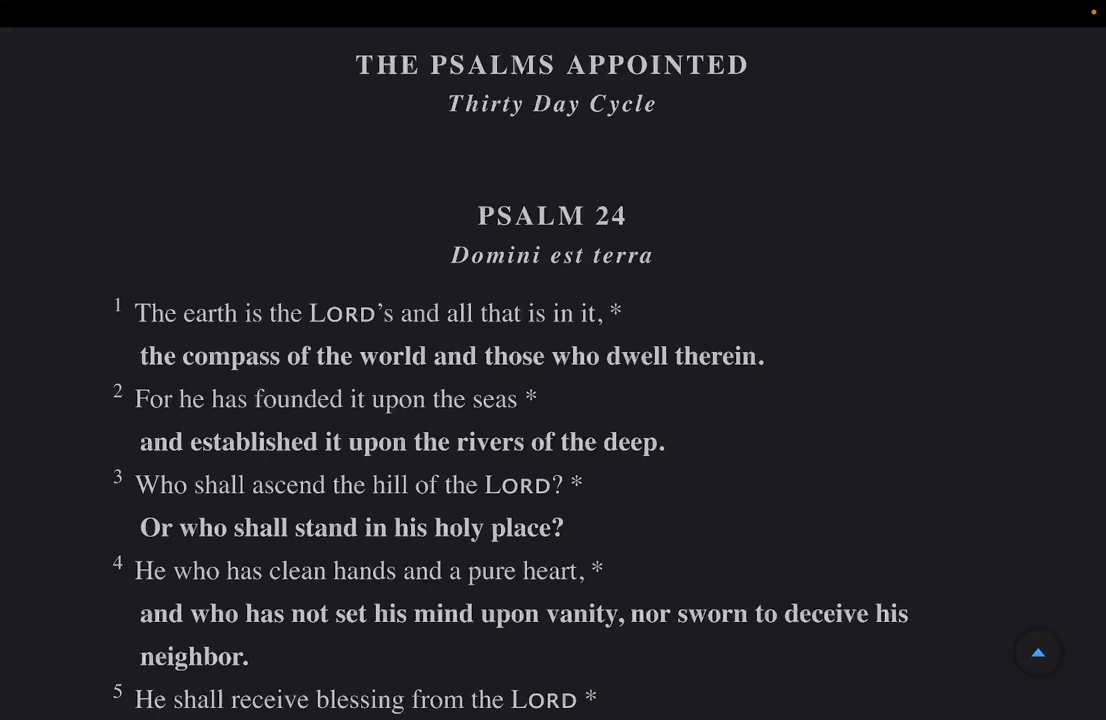 THE PSALMS APPOINTED
Thirty Day Cycle
PSALM 24
Domini est terra
1 The earth is the LORD’s and all that is in it, *
the compass of the world and those who dwell therein.
2 For he has founded it upon the seas *
and established it upon the rivers of the deep.
3 Who shall ascend the hill of the LORD? *
Or who shall stand in his holy place?
4 He who has clean hands and a pure heart, *
and who has not set his mind upon vanity, nor sworn to deceive his
neighbor.
5 He shall receive blessing from the LORD *